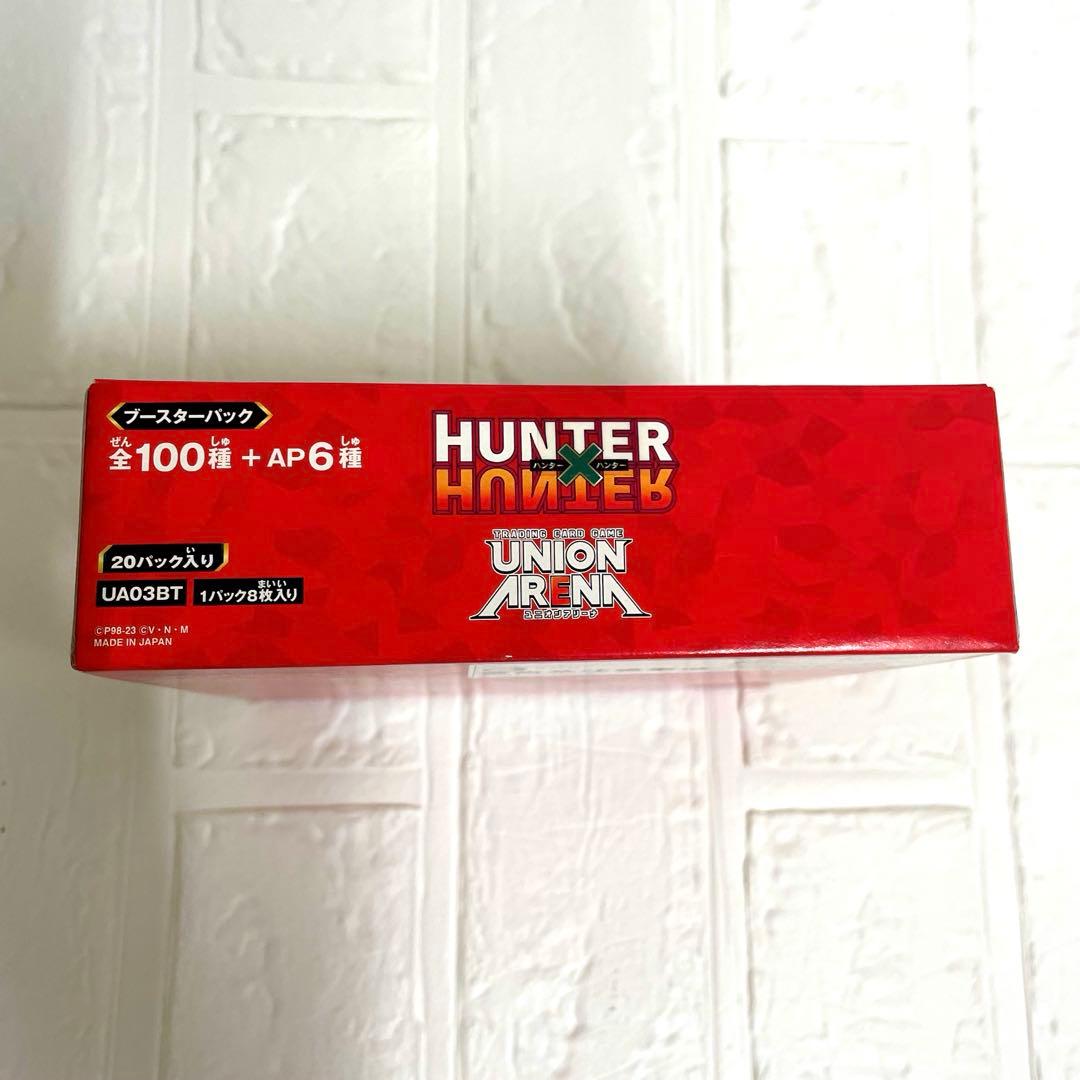 ブースターパック
全100種 + AP6種
ぜん しゅ しゅ
20パック入り
い
UA03BT
1パック8枚入り
まいい
©P98-23 ©V・N・M
MADE IN JAPAN
HUNTER
ハンター×ハンター
HUNTER
TRADING CARD GAME
UNION
ARENA
ユニオンアリーナ